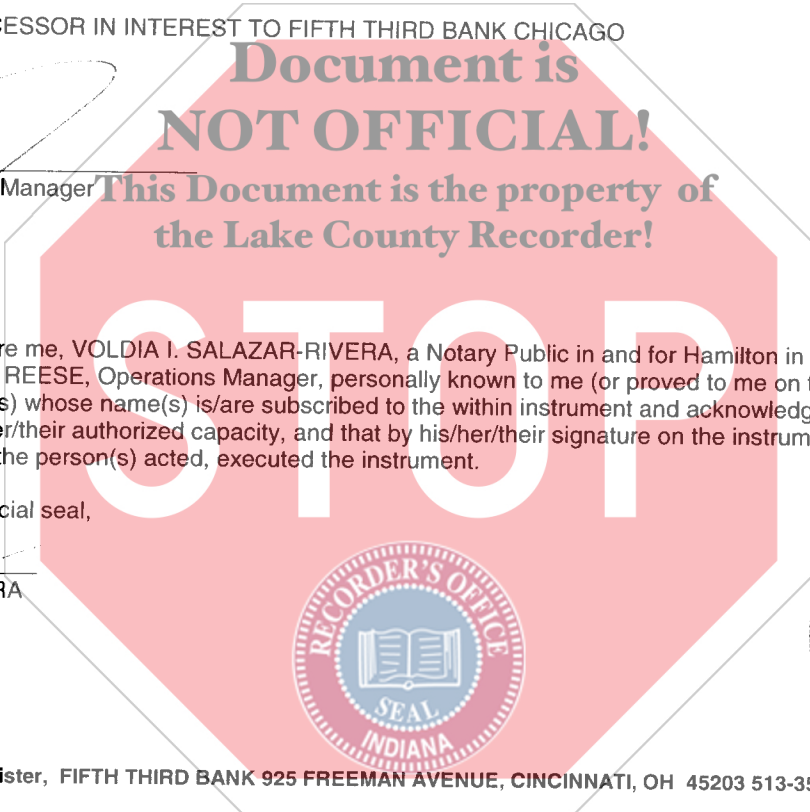 CESSOR IN INTEREST TO FIFTH THIRD BANK CHICAGO
Document is
NOT OFFICIAL!
Manager
This Document is the property of
the Lake County Recorder!
STOP
re me, VOLDIA I. SALAZAR-RIVERA, a Notary Public in and for Hamilton in
REESE, Operations Manager, personally known to me (or proved to me on t
s) whose name(s) is/are subscribed to the within instrument and acknowledg
er/their authorized capacity, and that by his/her/their signature on the instrum
the person(s) acted, executed the instrument.
cial seal,
RA
RECORDER'S OFFICE
SEAL
INDIANA
ister, FIFTH THIRD BANK 925 FREEMAN AVENUE, CINCINNATI, OH 45203 513-35